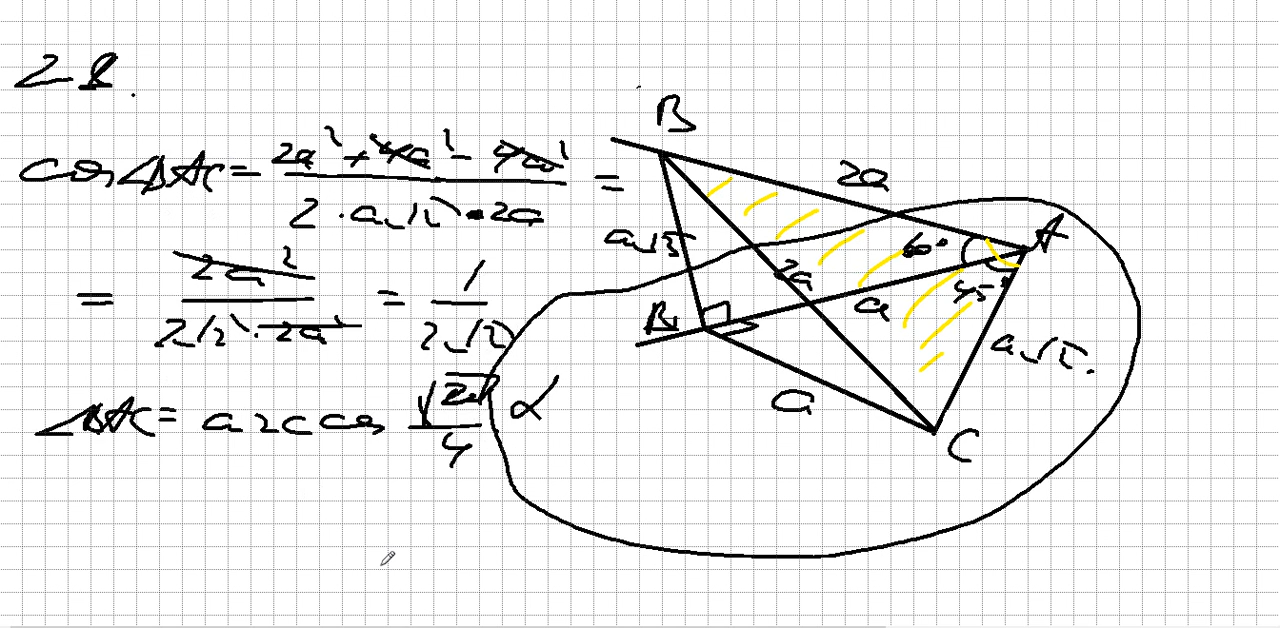 28.
cos∠BAC = (2a² + 4a² - 4a²) / (2 · a√2 · 2a) =
= 2a² / (2√2 · 2a²) = 1 / (2√2)
∠BAC = arccos √2 / 4
B
2a
A
a√3
60°
2a
45°
B₁
a
a√2.
a
C
α